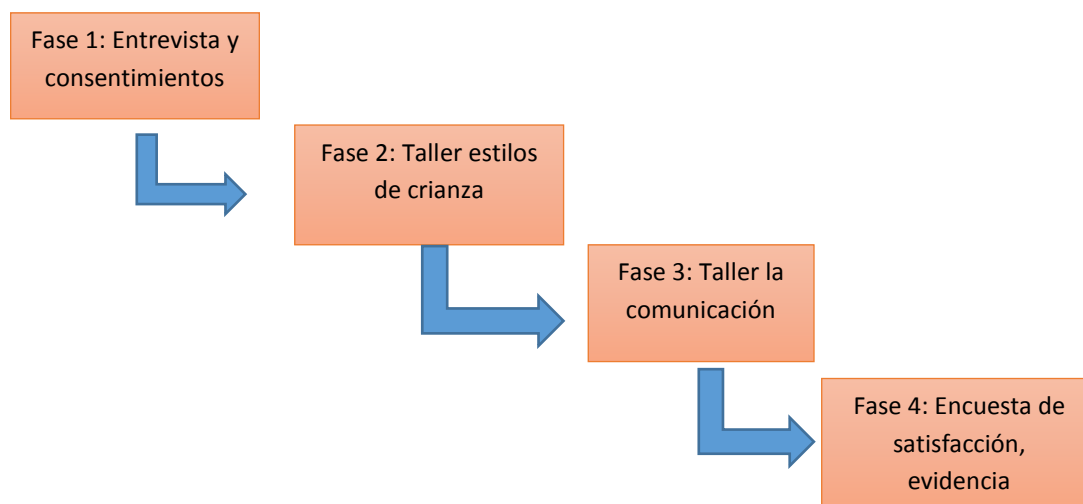 Fase 1: Entrevista y
consentimientos
Fase 2: Taller estilos
de crianza
Fase 3: Taller la
comunicación
Fase 4: Encuesta de
satisfacción,
evidencia